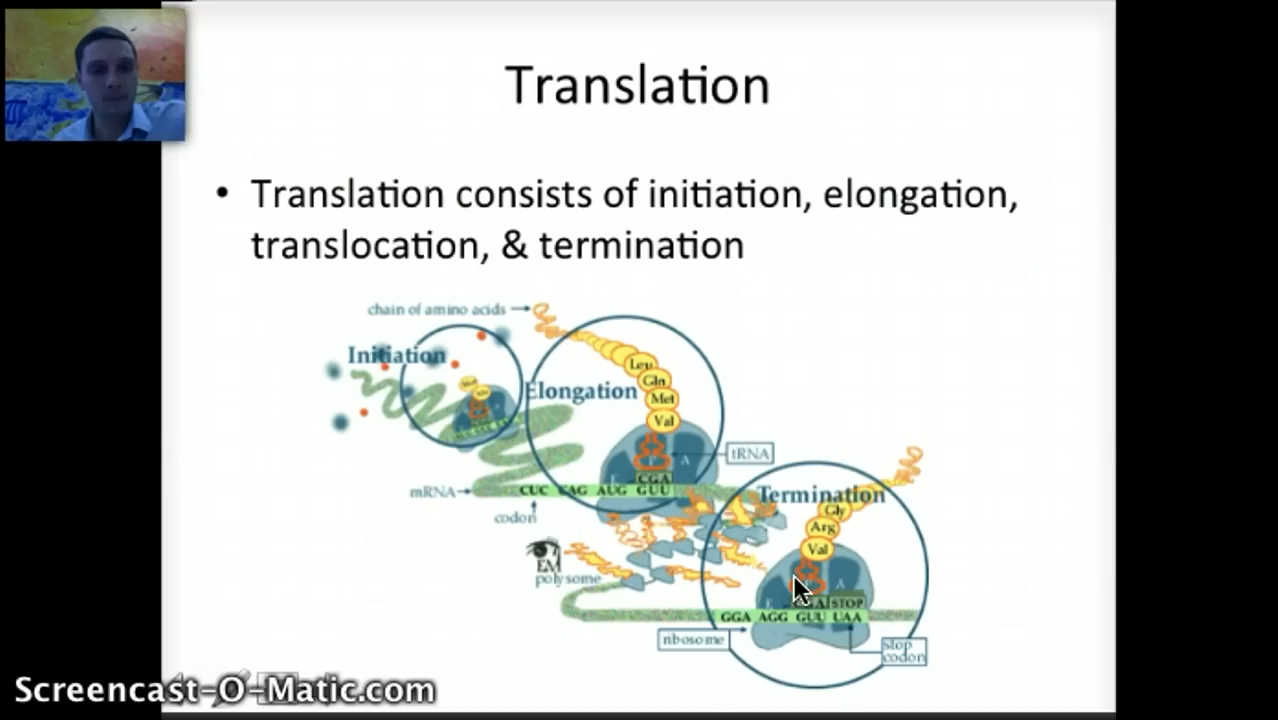 Translation
• Translation consists of initiation, elongation,
translocation, & termination
chain of amino acids
Initiation
Leu
Gln
Elongation
Met
Val
tRNA
P
A
E
CGA
mRNA
CUC CAG AUG GUU
codon
Termination
Gly
Arg
Val
EM
polysome
A
E
CGA STOP
GGA AGG GUU UAA
ribosome
stop
codon
Screencast-O-Matic.com